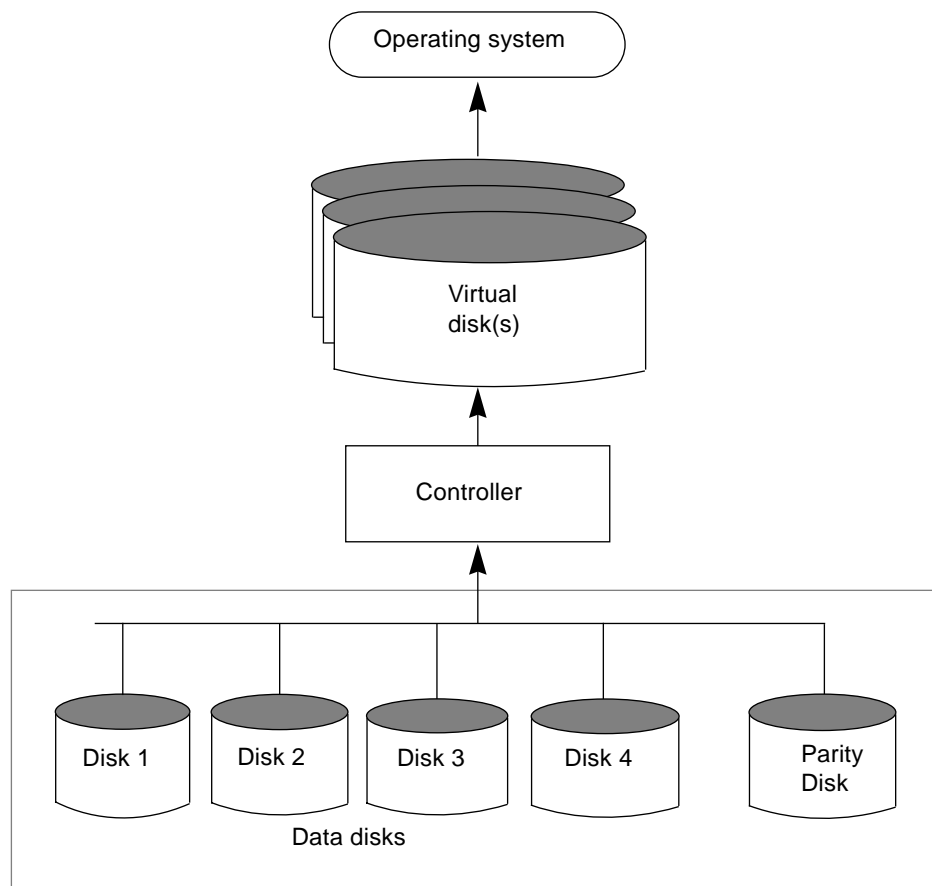 Operating system
Virtual
disk(s)
Controller
Disk 1
Disk 2
Disk 3
Disk 4
Parity
Disk
Data disks